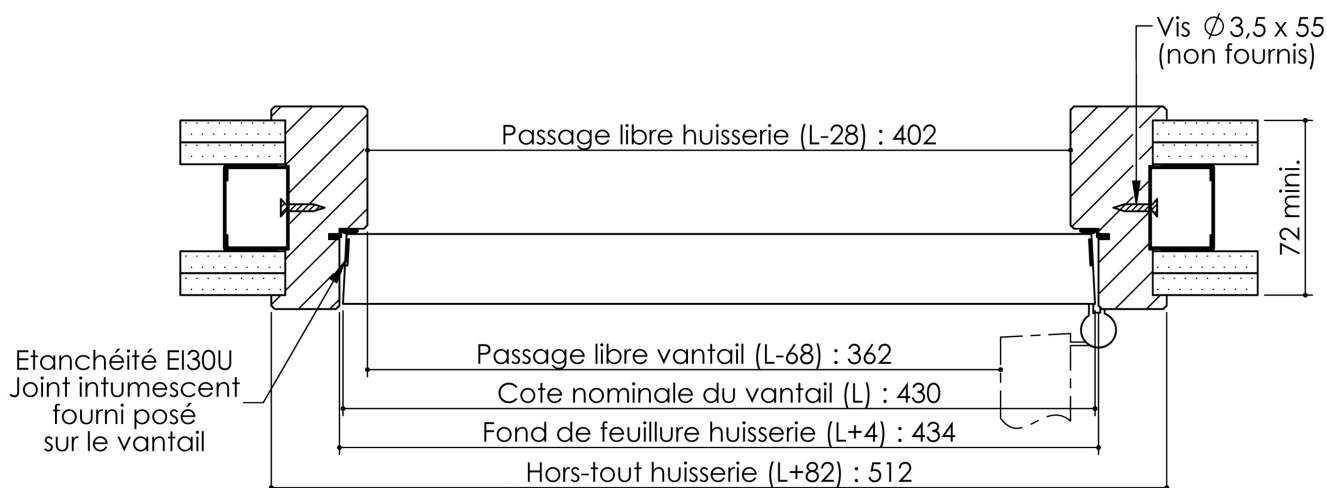 Vis Ø 3,5 x 55
(non fournis)
Passage libre huisserie (L-28) : 402
72 mini.
Etanchéité EI30U
Joint intumescent
fourni posé
sur le vantail
Passage libre vantail (L-68) : 362
Cote nominale du vantail (L) : 430
Fond de feuillure huisserie (L+4) : 434
Hors-tout huisserie (L+82) : 512